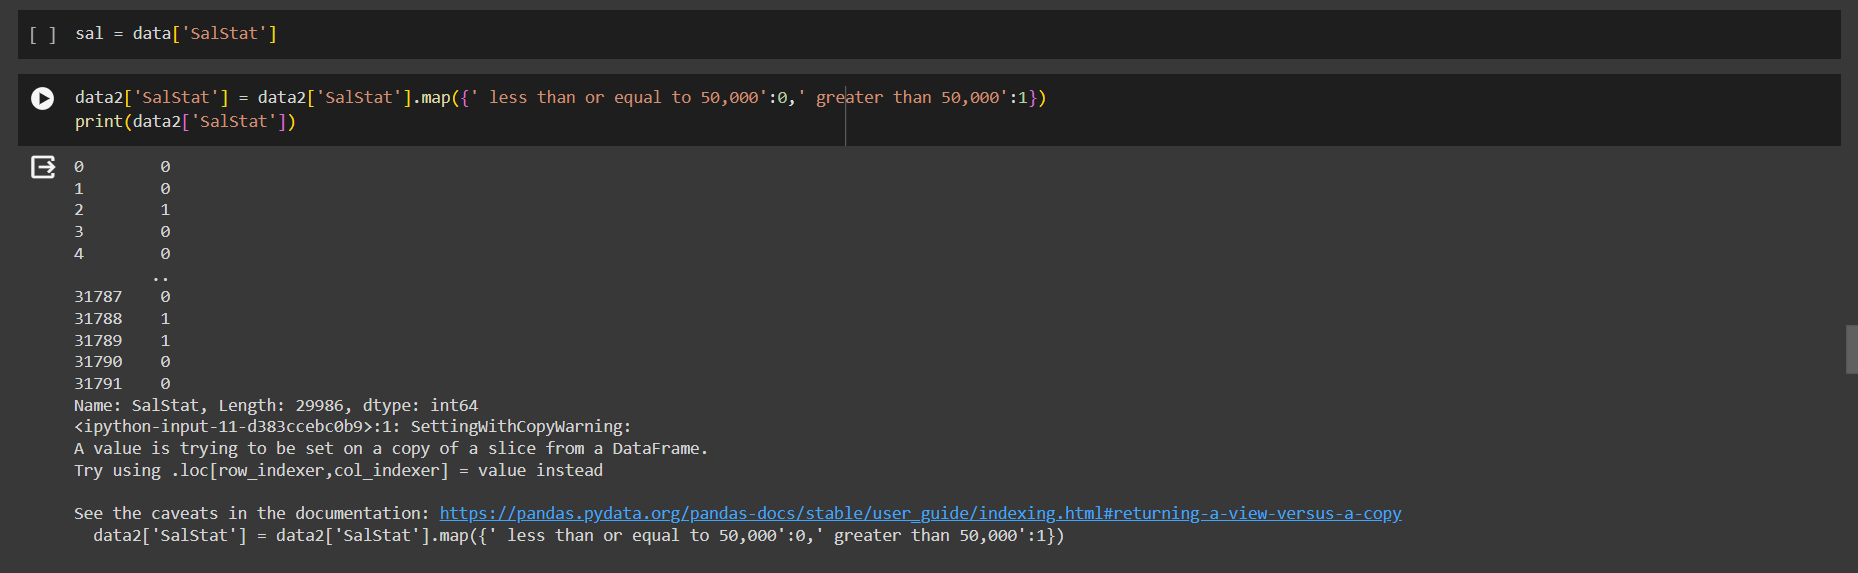 [ ] sal = data['SalStat']
data2['SalStat'] = data2['SalStat'].map({' less than or equal to 50,000':0,' greater than 50,000':1})
print(data2['SalStat'])
0        0
1        0
2        1
3        0
4        0
        ..
31787    0
31788    1
31789    1
31790    0
31791    0
Name: SalStat, Length: 29986, dtype: int64
<ipython-input-11-d383ccebc0b9>:1: SettingWithCopyWarning:
A value is trying to be set on a copy of a slice from a DataFrame.
Try using .loc[row_indexer,col_indexer] = value instead
See the caveats in the documentation: https://pandas.pydata.org/pandas-docs/stable/user_guide/indexing.html#returning-a-view-versus-a-copy
  data2['SalStat'] = data2['SalStat'].map({' less than or equal to 50,000':0,' greater than 50,000':1})